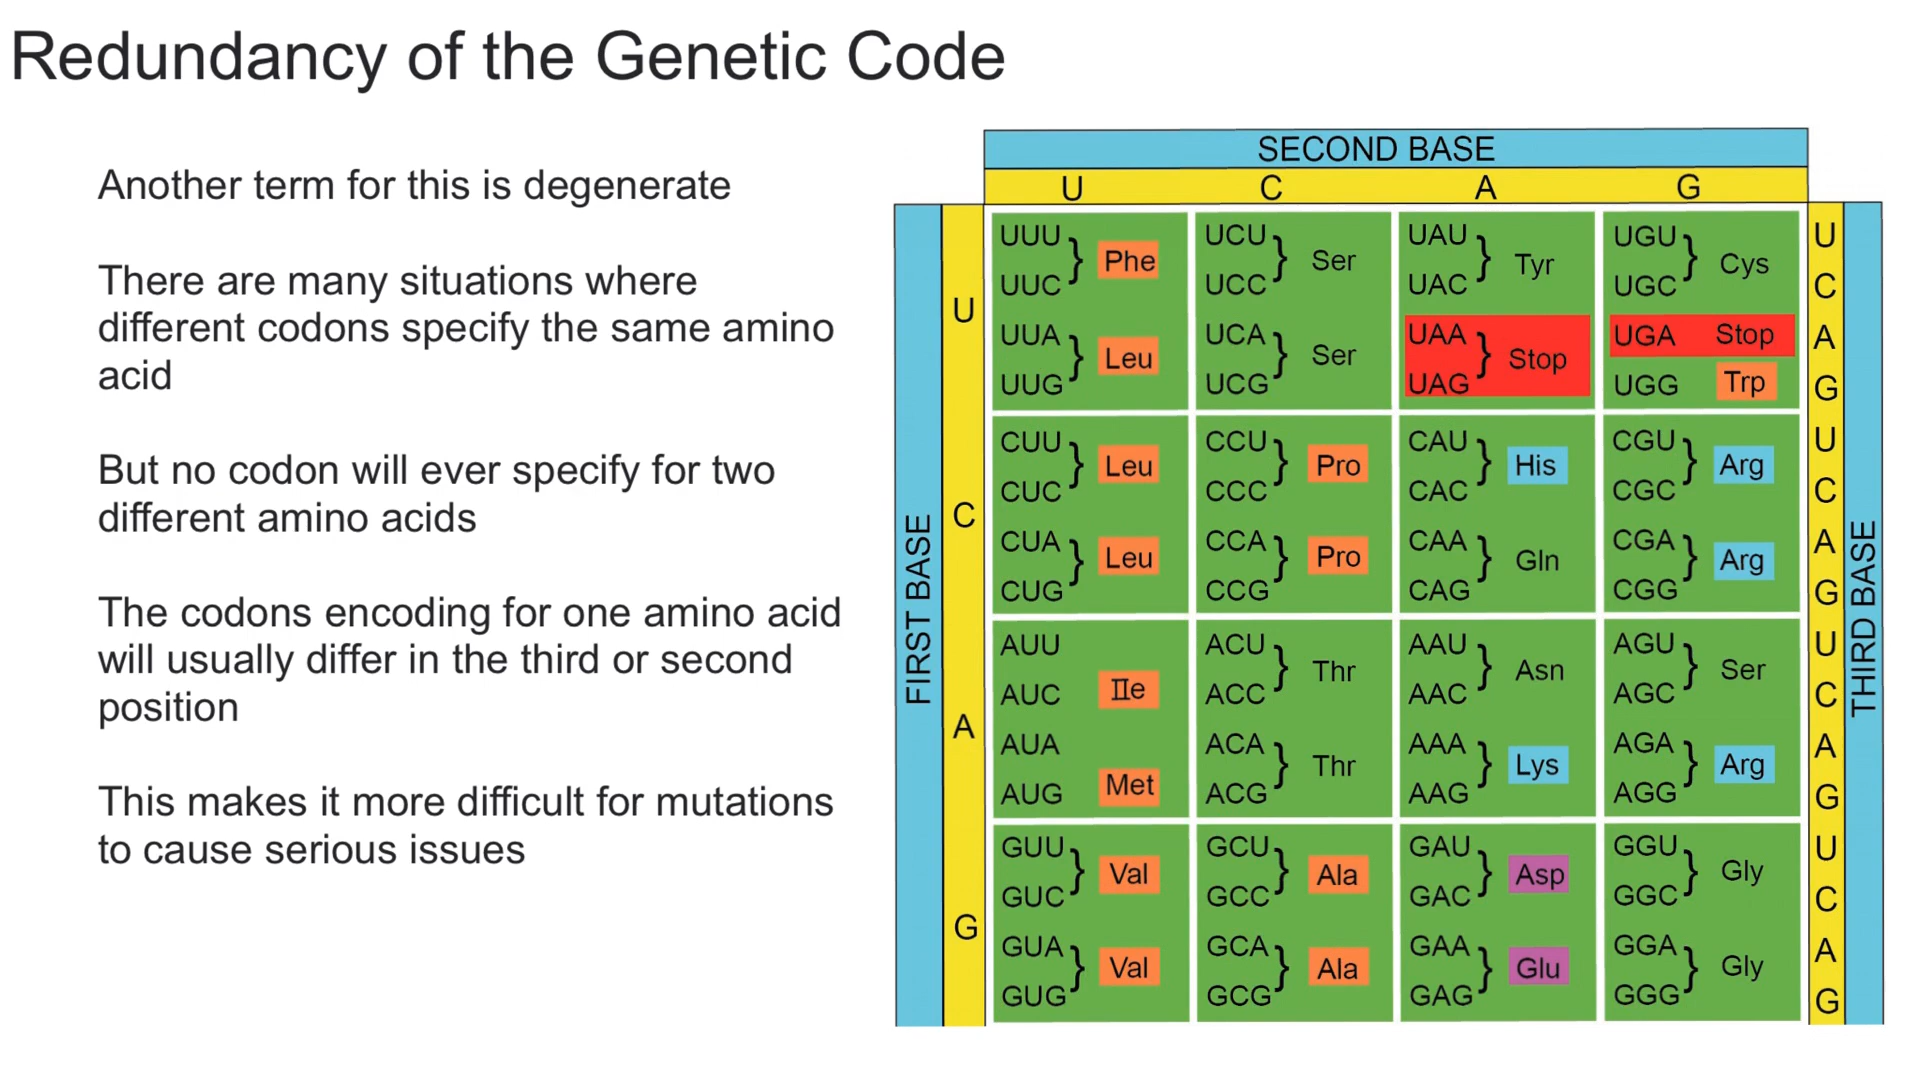 Redundancy of the Genetic Code
Another term for this is degenerate
There are many situations where
different codons specify the same amino
acid
But no codon will ever specify for two
different amino acids
The codons encoding for one amino acid
will usually differ in the third or second
position
This makes it more difficult for mutations
to cause serious issues
SECOND BASE
U C A G
FIRST BASE
THIRD BASE
U
UUU UCU UAU UGU U
Phe Ser Tyr Cys
UUC UCC UAC UGC C
UUA UCA UAA UGA Stop A
Leu Ser Stop
UUG UCG UAG UGG Trp G
C
CUU CCU CAU CGU U
Leu Pro His Arg
CUC CCC CAC CGC C
CUA CCA CAA CGA A
Leu Pro Gln Arg
CUG CCG CAG CGG G
A
AUU ACU AAU AGU U
Thr Asn Ser
AUC IIe ACC AAC AGC C
AUA ACA AAA AGA A
Thr Lys Arg
AUG Met ACG AAG AGG G
G
GUU GCU GAU GGU U
Val Ala Asp Gly
GUC GCC GAC GGC C
GUA GCA GAA GGA A
Val Ala Glu Gly
GUG GCG GAG GGG G